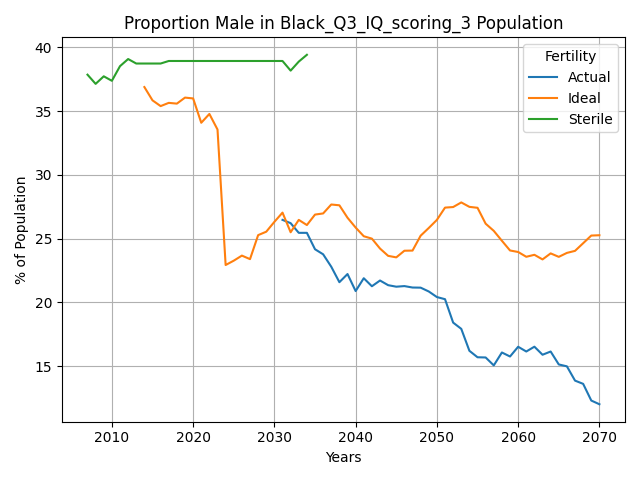 Proportion Male in Black_Q3_IQ_scoring_3 Population
% of Population
40
35
30
25
20
15
Fertility
Actual
Ideal
Sterile
2010 2020 2030 2040 2050 2060 2070
Years